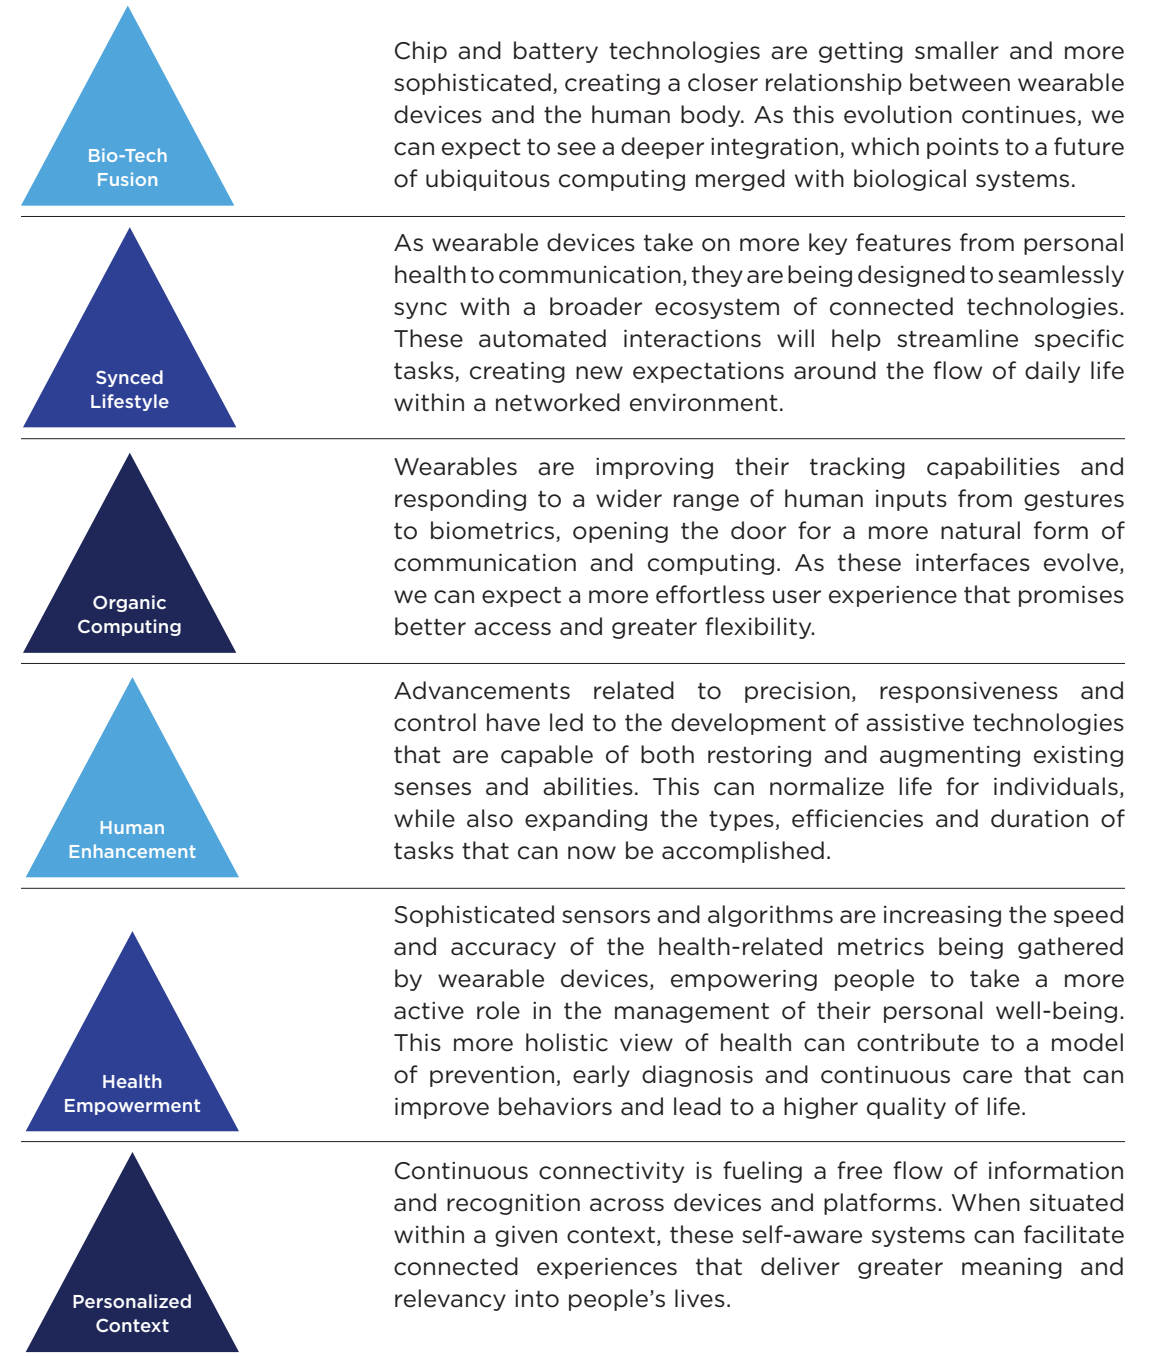 Bio-Tech
Fusion
Chip and battery technologies are getting smaller and more
sophisticated, creating a closer relationship between wearable
devices and the human body. As this evolution continues, we
can expect to see a deeper integration, which points to a future
of ubiquitous computing merged with biological systems.
Synced
Lifestyle
As wearable devices take on more key features from personal
health to communication, they are being designed to seamlessly
sync with a broader ecosystem of connected technologies.
These automated interactions will help streamline specific
tasks, creating new expectations around the flow of daily life
within a networked environment.
Organic
Computing
Wearables are improving their tracking capabilities and
responding to a wider range of human inputs from gestures
to biometrics, opening the door for a more natural form of
communication and computing. As these interfaces evolve,
we can expect a more effortless user experience that promises
better access and greater flexibility.
Human
Enhancement
Advancements related to precision, responsiveness and
control have led to the development of assistive technologies
that are capable of both restoring and augmenting existing
senses and abilities. This can normalize life for individuals,
while also expanding the types, efficiencies and duration of
tasks that can now be accomplished.
Health
Empowerment
Sophisticated sensors and algorithms are increasing the speed
and accuracy of the health-related metrics being gathered
by wearable devices, empowering people to take a more
active role in the management of their personal well-being.
This more holistic view of health can contribute to a model
of prevention, early diagnosis and continuous care that can
improve behaviors and lead to a higher quality of life.
Personalized
Context
Continuous connectivity is fueling a free flow of information
and recognition across devices and platforms. When situated
within a given context, these self-aware systems can facilitate
connected experiences that deliver greater meaning and
relevancy into people’s lives.